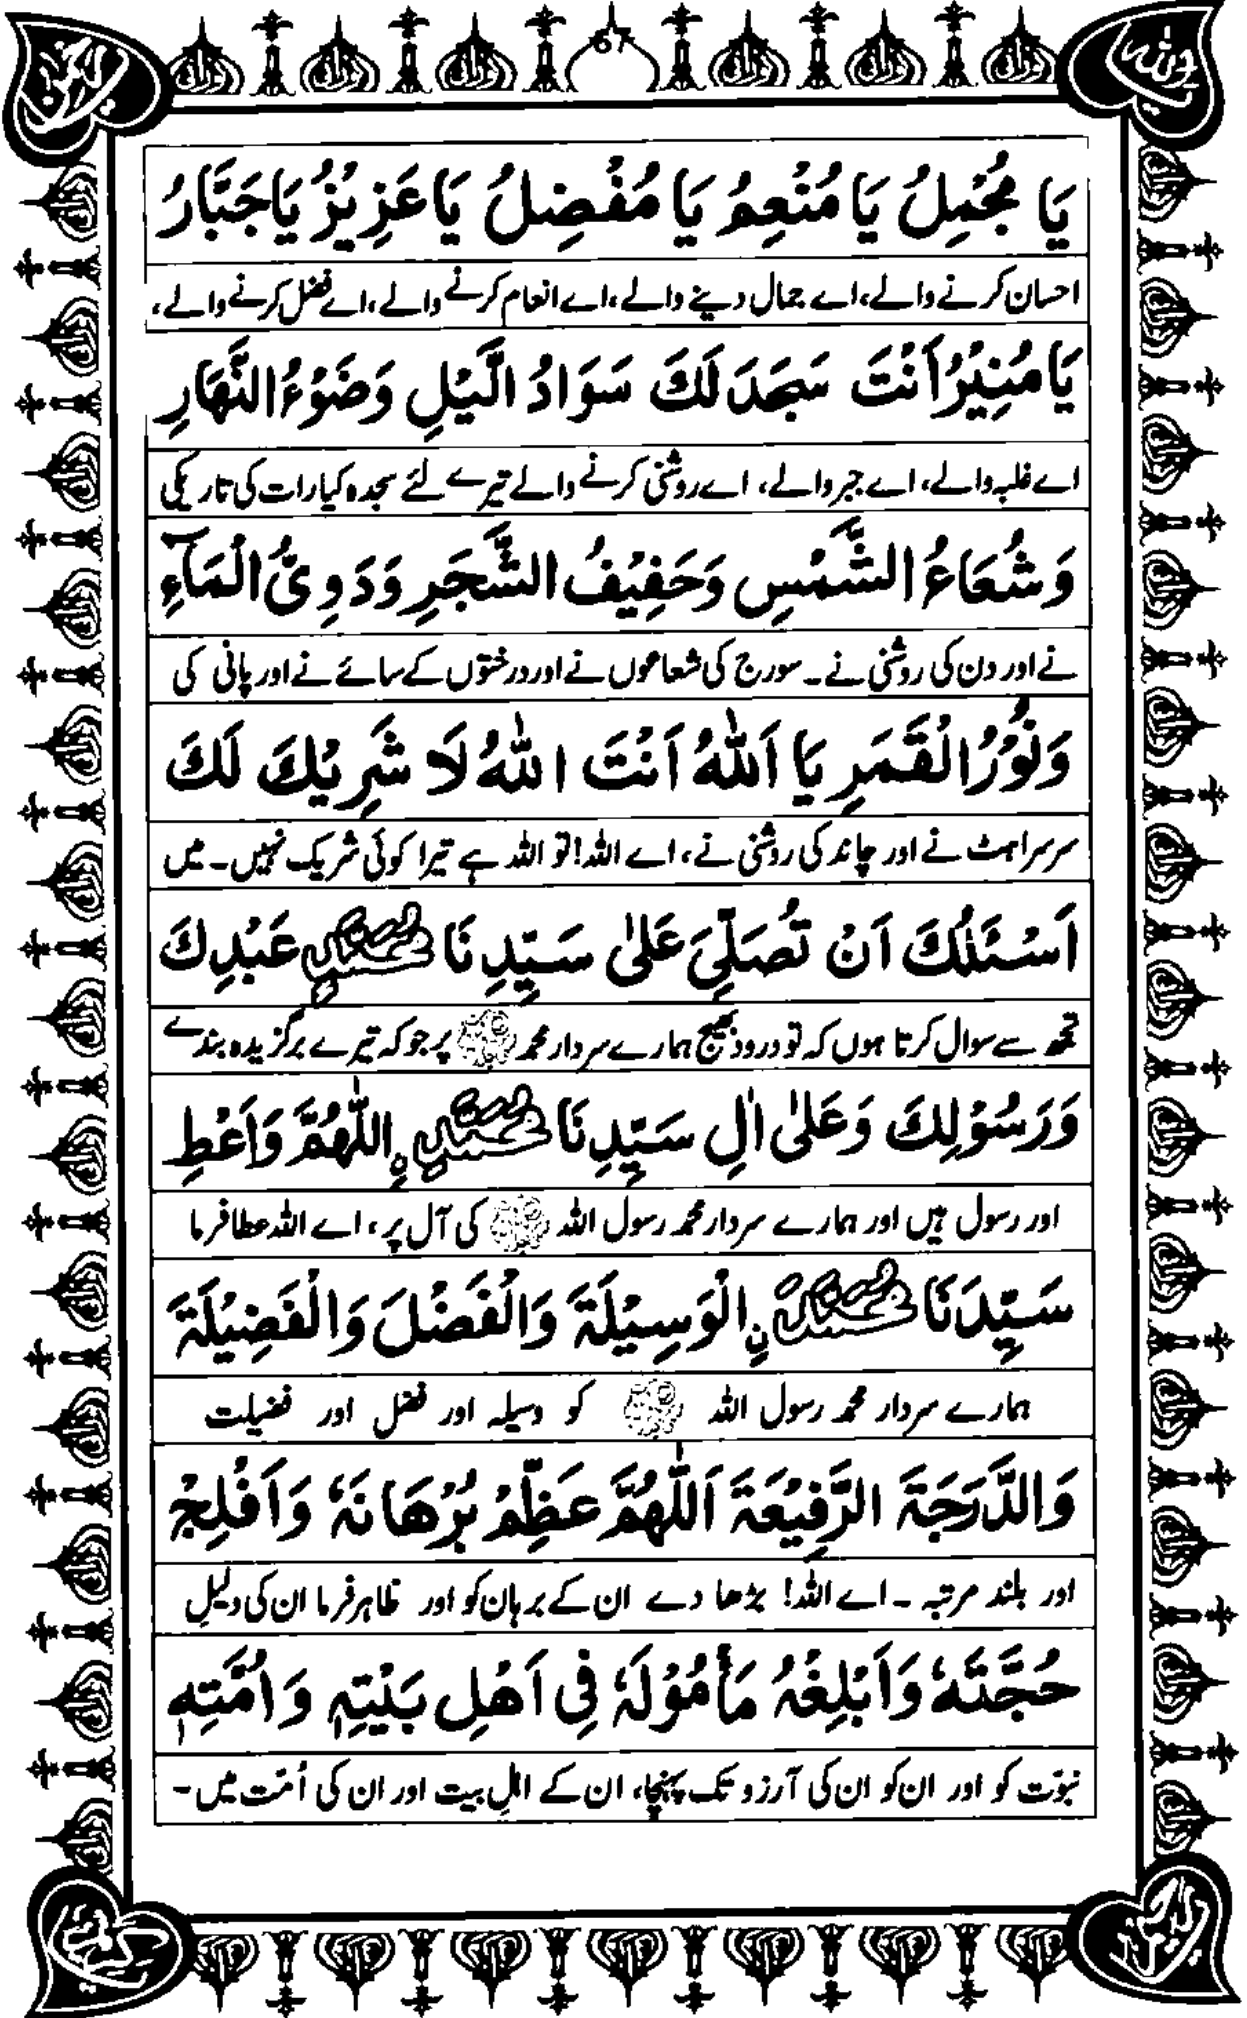 67
يَا مُجْمِلُ يَا مُنْعِمُ يَا مُفْضِلُ يَا عَزِيْزُ يَا جَبَّارُ
احسان کرنے والے، اے جمال دینے والے، اے انعام کرنے والے، اے فضل کرنے والے،
يَا مُنِيْرُ اَنْتَ سَجَدَ لَكَ سَوَادُ الَّيْلِ وَضَوْءُ النَّهَارِ
اے غلبہ والے، اے جبر والے، اے روشنی کرنے والے تیرے لئے سجدہ کیا رات کی تاریکی
وَشُعَاعُ الشَّمْسِ وَحَفِيْفُ الشَّجَرِ وَدَوِيُّ الْمَآءِ
نے اور دن کی روشنی نے۔ سورج کی شعاعوں نے اور درختوں کے سائے نے اور پانی کی
وَنُوْرُ الْقَمَرِ يَا اَللّٰهُ اَنْتَ اللّٰهُ لَا شَرِيْكَ لَكَ
سرسراہٹ نے اور چاند کی روشنی نے، اے اللہ! تو اللہ ہے تیرا کوئی شریک نہیں۔ میں
اَسْئَلُكَ اَنْ تُصَلِّيَ عَلٰى سَيِّدِنَا مُحَمَّدٍ عَبْدِكَ
تجھ سے سوال کرتا ہوں کہ تو درود بھیج ہمارے سردار محمد ﷺ پر جو کہ تیرے برگزیدہ بندے
وَرَسُوْلِكَ وَعَلٰى اٰلِ سَيِّدِنَا مُحَمَّدٍ ۣ اللّٰهُمَّ وَاَعْطِ
اور رسول ہیں اور ہمارے سردار محمد رسول اللہ ﷺ کی آل پر، اے اللہ عطا فرما
سَيِّدَنَا مُحَمَّدَ ۣ الْوَسِيْلَةَ وَالْفَضْلَ وَالْفَضِيْلَةَ
ہمارے سردار محمد رسول اللہ ﷺ کو وسیلہ اور فضل اور فضیلت
وَالدَّرَجَةَ الرَّفِيْعَةَ اَللّٰهُمَّ عَظِّمْ بُرْهَانَهٗ وَاَفْلِجْ
اور بلند مرتبہ ۔ اے اللہ! بڑھا دے ان کے برہان کو اور ظاہر فرما ان کی دلیلِ
حُجَّتَهٗ وَاَبْلِغْهُ مَأْمُوْلَهٗ فِيْ اَهْلِ بَيْتِهٖ وَاُمَّتِهٖ
نبوّت کو اور ان کو ان کی آرزو تک پہنچا، ان کے اہلِ بیت اور ان کی اُمّت میں۔